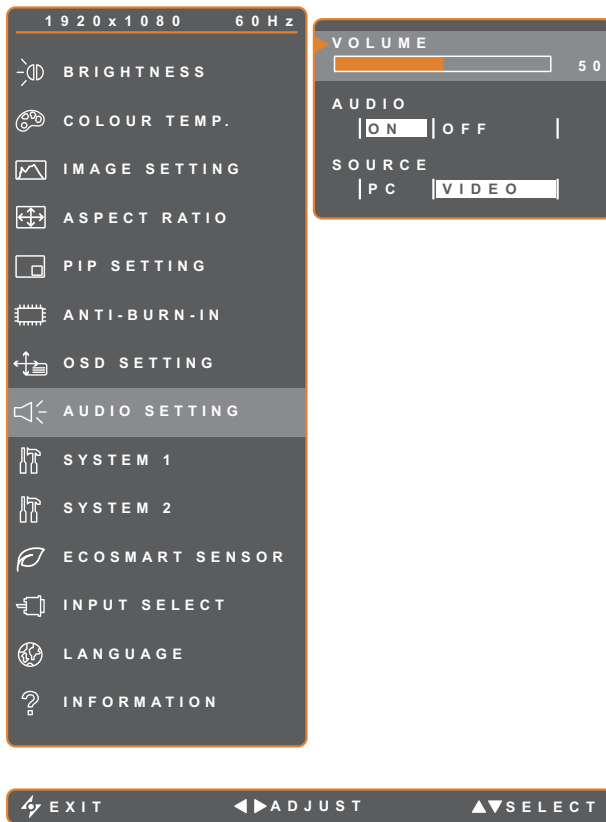 1920x1080 60Hz
BRIGHTNESS
COLOUR TEMP.
IMAGE SETTING
ASPECT RATIO
PIP SETTING
ANTI-BURN-IN
OSD SETTING
AUDIO SETTING
SYSTEM 1
SYSTEM 2
ECOSMART SENSOR
INPUT SELECT
LANGUAGE
INFORMATION
VOLUME
50
AUDIO
ON OFF
SOURCE
PC VIDEO
EXIT ADJUST SELECT